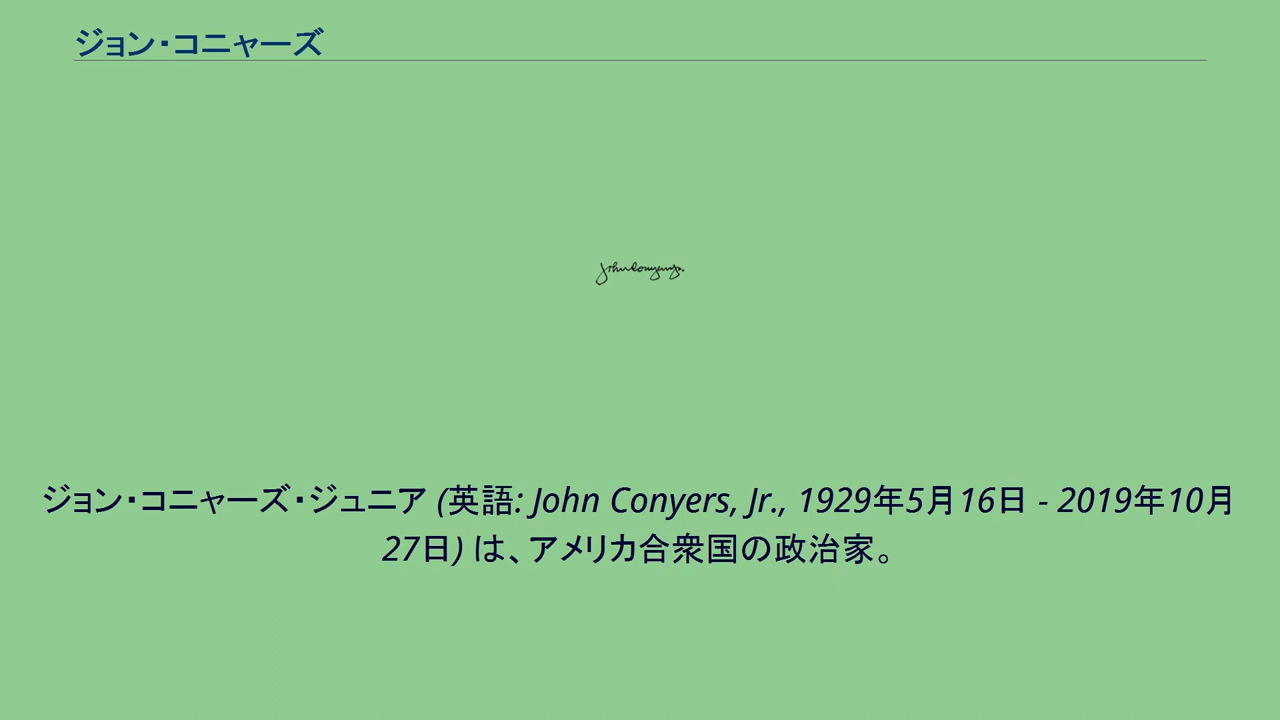 ジョン・コニャーズ
John Conyers
ジョン・コニャーズ・ジュニア (英語: John Conyers, Jr., 1929年5月16日 - 2019年10月
27日) は、アメリカ合衆国の政治家。